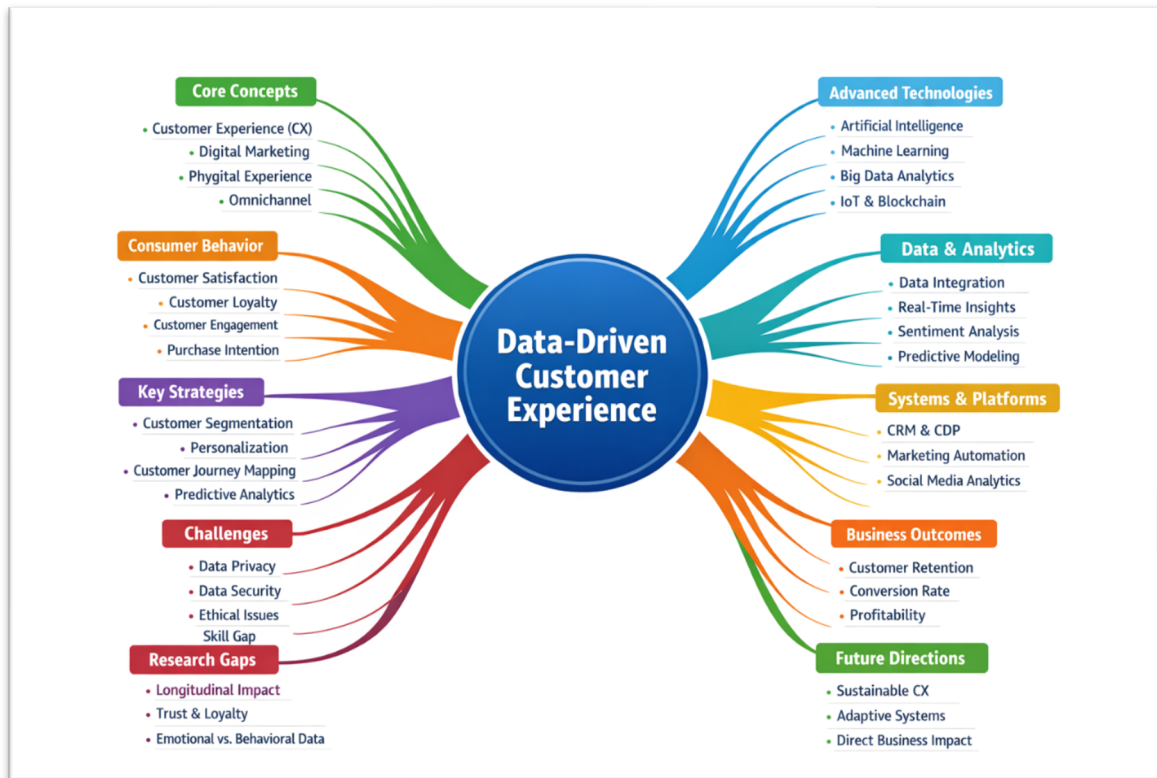 Core Concepts
• Customer Experience (CX)
• Digital Marketing
• Phygital Experience
• Omnichannel
Consumer Behavior
• Customer Satisfaction
• Customer Loyalty
• Customer Engagement
• Purchase Intention
Key Strategies
• Customer Segmentation
• Personalization
• Customer Journey Mapping
• Predictive Analytics
Challenges
• Data Privacy
• Data Security
• Ethical Issues
Skill Gap
Research Gaps
• Longitudinal Impact
• Trust & Loyalty
• Emotional vs. Behavioral Data
Data-Driven
Customer
Experience
Advanced Technologies
• Artificial Intelligence
• Machine Learning
• Big Data Analytics
• IoT & Blockchain
Data & Analytics
• Data Integration
• Real-Time Insights
• Sentiment Analysis
• Predictive Modeling
Systems & Platforms
• CRM & CDP
• Marketing Automation
• Social Media Analytics
Business Outcomes
• Customer Retention
• Conversion Rate
• Profitability
Future Directions
• Sustainable CX
• Adaptive Systems
• Direct Business Impact